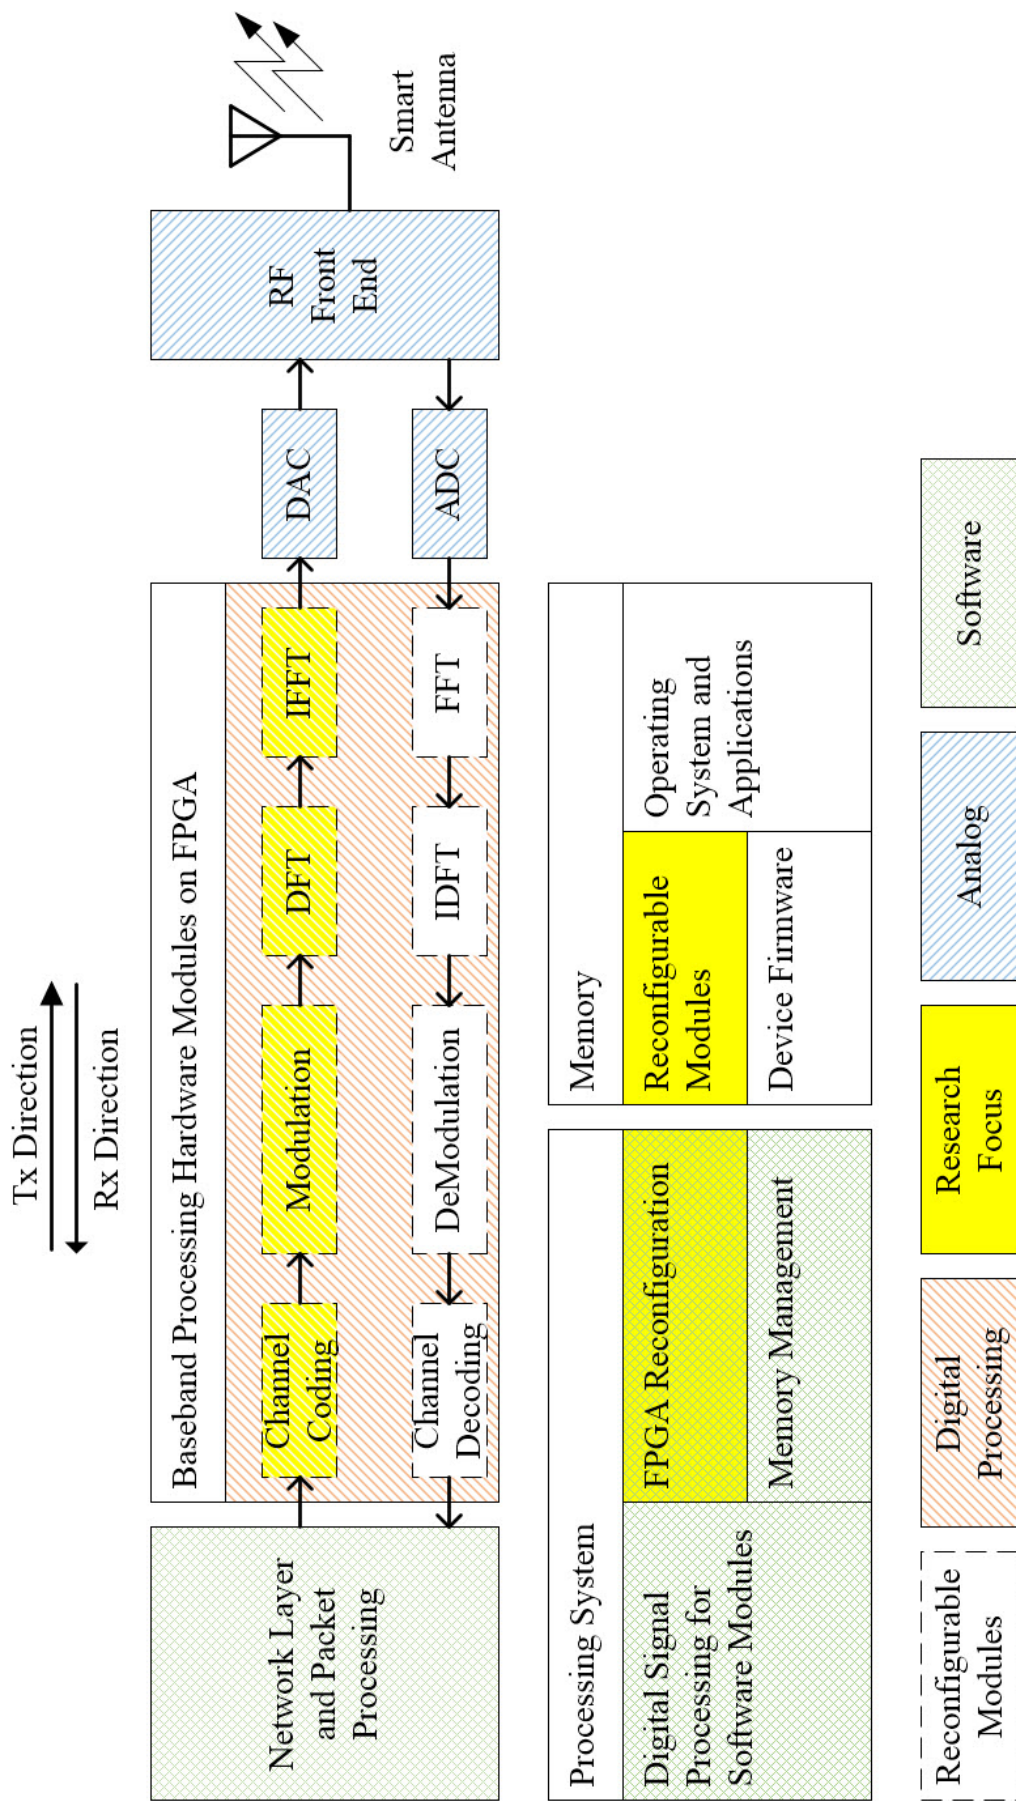 Tx Direction
Rx Direction
Baseband Processing Hardware Modules on FPGA
Network Layer
and Packet
Processing
Channel
Coding
Modulation
DFT
IFFT
DAC
RF
Front
End
Smart
Antenna
Channel
Decoding
DeModulation
IDFT
FFT
ADC
Processing System
Digital Signal
Processing for
Software Modules
FPGA Reconfiguration
Memory Management
Memory
Reconfigurable
Modules
Device Firmware
Operating
System and
Applications
Reconfigurable
Modules
Digital
Processing
Research
Focus
Analog
Software